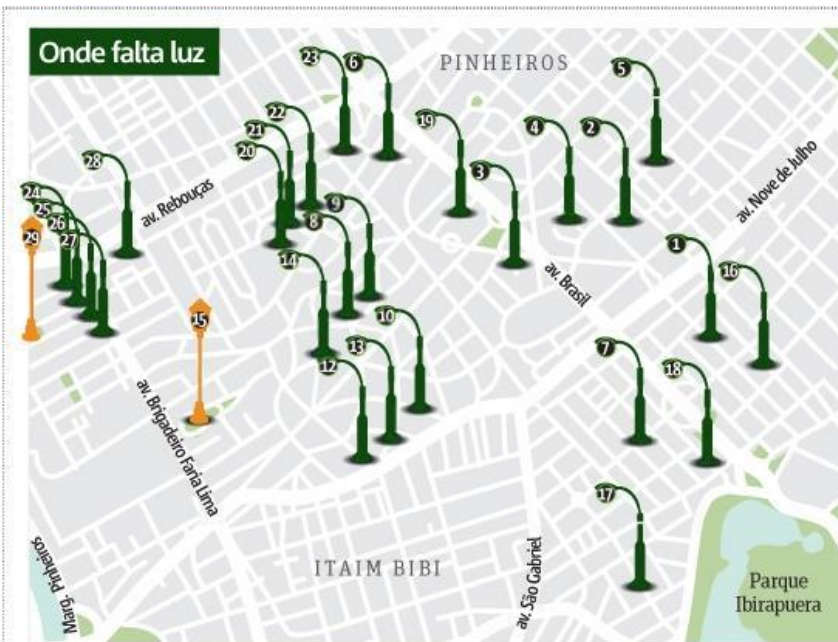 Onde falta luz
PINHEIROS
23
6
5
22
19
4
2
21
20
28
3
av. Rebouças
av. Nove de Julho
24
25
9
26
8
29
27
1
14
av. Brasil
16
15
10
13
7
12
18
av. Brigadeiro Faria Lima
17
ITAIM BIBI
av. São Gabriel
Marg. Pinheiros
Parque
Ibirapuera